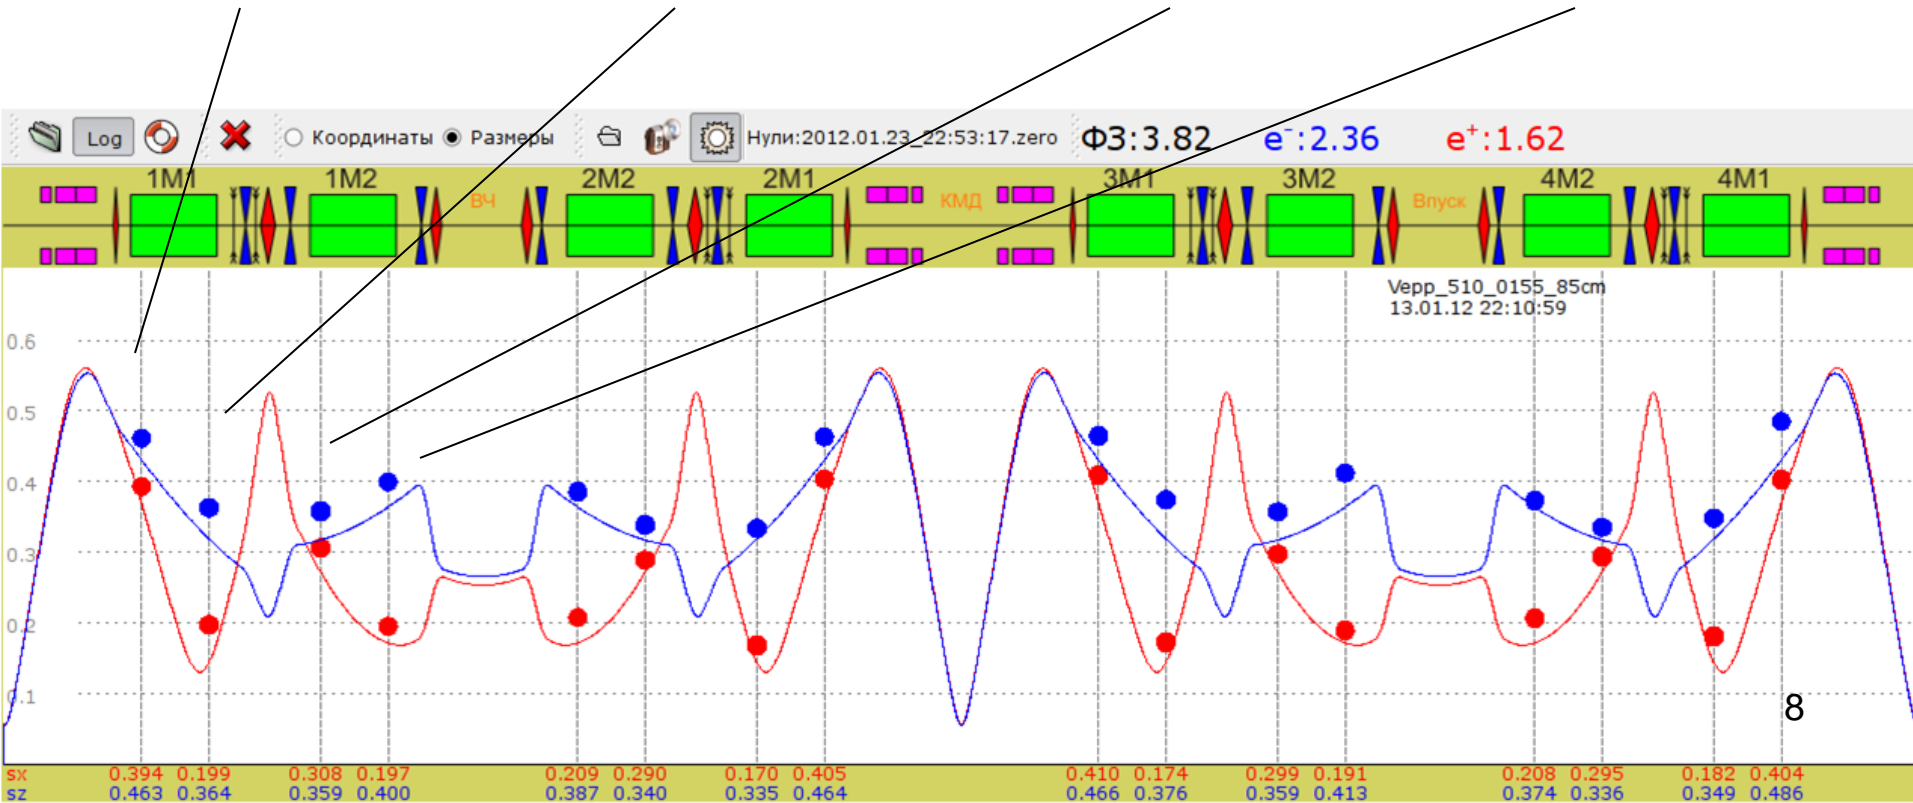 Log Координаты Размеры Нули:2012.01.23_22:53:17.zero ФЗ:3.82 e⁻:2.36 e⁺:1.62
1M1 1M2 2M2 2M1 3M1 3M2 4M2 4M1
ВЧ КМД Впуск
Vepp_510_0155_85cm
13.01.12 22:10:59
0.6
0.5
0.4
0.3
0.2
0.1
8
sx 0.394 0.199 0.308 0.197 0.209 0.290 0.170 0.405 0.410 0.174 0.299 0.191 0.208 0.295 0.182 0.404
sz 0.463 0.364 0.359 0.400 0.387 0.340 0.335 0.464 0.466 0.376 0.359 0.413 0.374 0.336 0.349 0.486